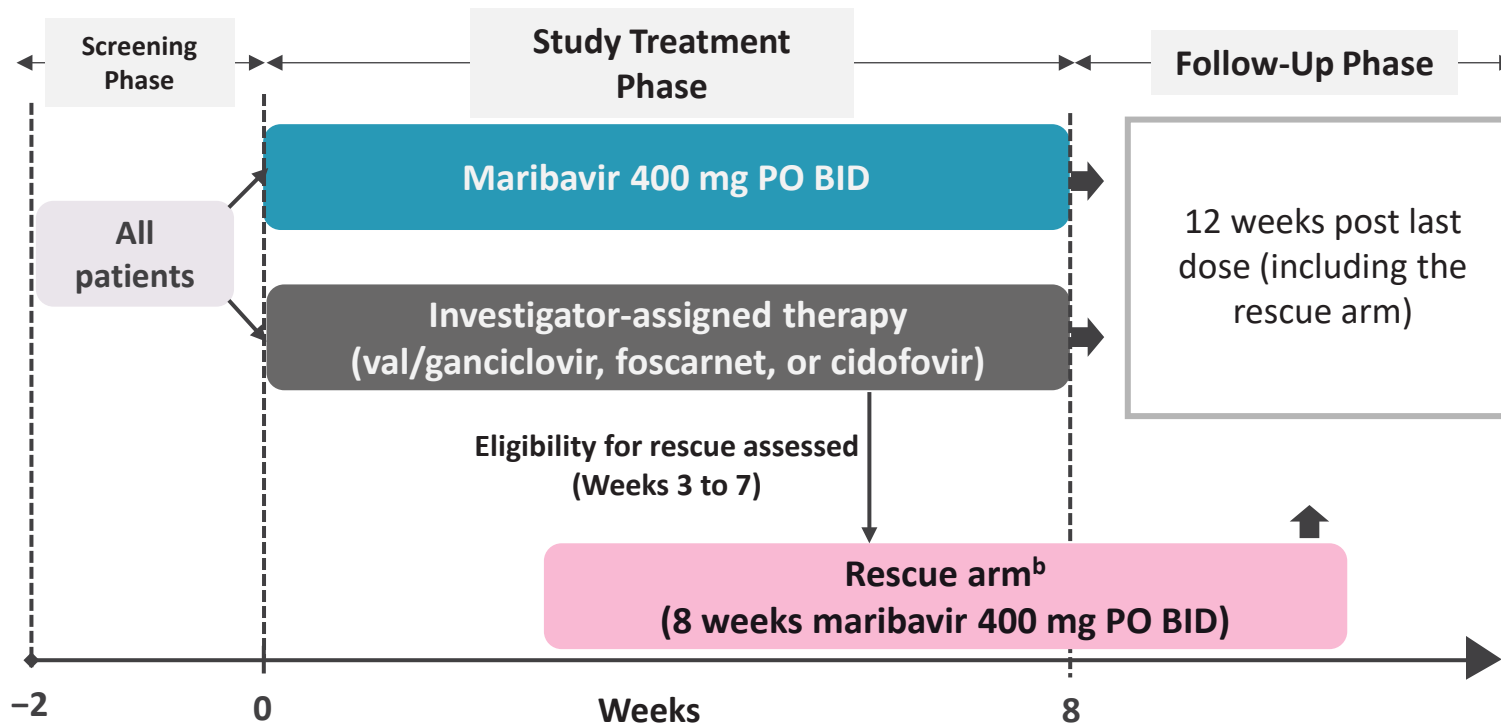 Screening
Phase
Study Treatment
Phase
Follow-Up Phase
All
patients
Maribavir 400 mg PO BID
Investigator-assigned therapy
(val/ganciclovir, foscarnet, or cidofovir)
12 weeks post last
dose (including the
rescue arm)
Eligibility for rescue assessed
(Weeks 3 to 7)
Rescue armᵇ
(8 weeks maribavir 400 mg PO BID)
−2
0
Weeks
8